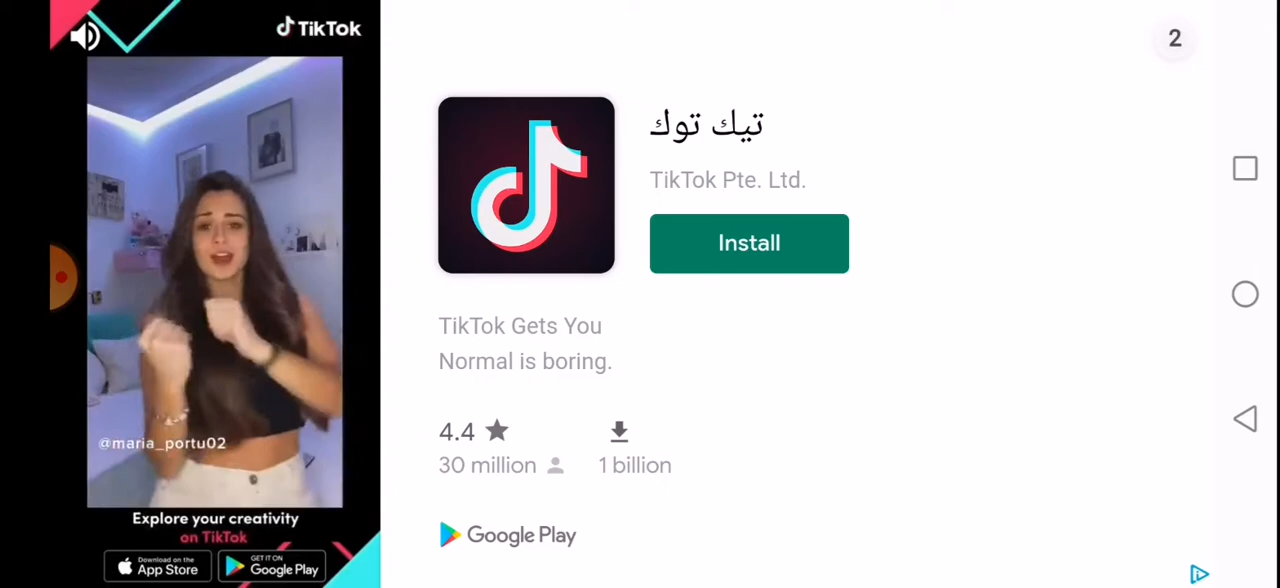 TikTok
@maria_portu02
Explore your creativity
on TikTok
Download on the
App Store
GET IT ON
Google Play
2
تيك توك
TikTok Pte. Ltd.
Install
TikTok Gets You
Normal is boring.
4.4
30 million
1 billion
Google Play